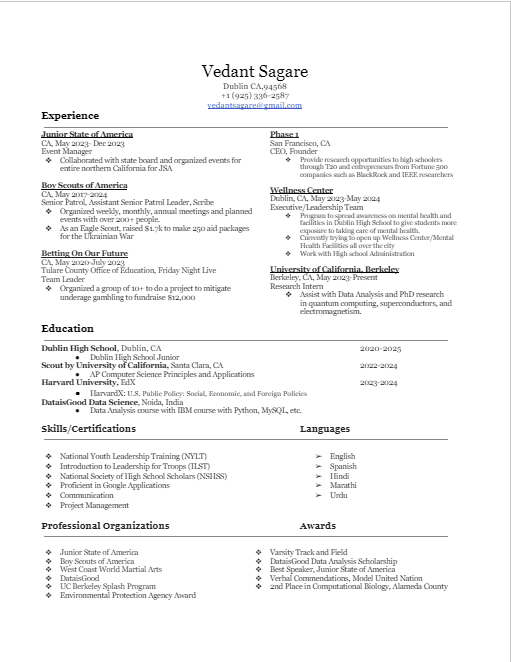 Vedant Sagare
Dublin CA,94568
+1 (925) 336-2587
vedantsagare@gmail.com
Experience
Junior State of America
CA, May 2023- Dec 2023
Event Manager
❖ Collaborated with state board and organized events for
entire northern California for JSA
Boy Scouts of America
CA, May 2017-2024
Senior Patrol, Assistant Senior Patrol Leader, Scribe
❖ Organized weekly, monthly, annual meetings and planned
events with over 200+ people.
❖ As an Eagle Scout, raised $1.7k to make 250 aid packages
for the Ukrainian War
Betting On Our Future
CA, May 2020-July 2023
Tulare County Office of Education, Friday Night Live
Team Leader
❖ Organized a group of 10+ to do a project to mitigate
underage gambling to fundraise $12,000
Phase 1
San Francisco, CA
CEO, Founder
❖ Provide research opportunities to high schoolers
through T20 and entrepreneurs from Fortune 500
companies such as BlackRock and IEEE researchers
Wellness Center
Dublin, CA, May 2023-May 2024
Executive/Leadership Team
❖ Program to spread awareness on mental health and
facilities in Dublin High School to give students more
exposure to taking care of mental health.
❖ Currently trying to open up Wellness Center/Mental
Health Facilities all over the city
❖ Work with High school Administration
University of California, Berkeley
Berkeley, CA, May 2023-Present
Research Intern
❖ Assist with Data Analysis and PhD research
in quantum computing, superconductors, and
electromagnetism.
Education
Dublin High School, Dublin, CA 2020-2025
● Dublin High School Junior
Scout by University of California, Santa Clara, CA 2022-2024
● AP Computer Science Principles and Applications
Harvard University, EdX 2023-2024
● HarvardX: U.S. Public Policy: Social, Economic, and Foreign Policies
DataisGood Data Science, Noida, India
● Data Analysis course with IBM course with Python, MySQL, etc.
Skills/Certifications
❖ National Youth Leadership Training (NYLT)
❖ Introduction to Leadership for Troops (ILST)
❖ National Society of High School Scholars (NSHSS)
❖ Proficient in Google Applications
❖ Communication
❖ Project Management
Languages
➢ English
➢ Spanish
➢ Hindi
➢ Marathi
➢ Urdu
Professional Organizations
❖ Junior State of America
❖ Boy Scouts of America
❖ West Coast World Martial Arts
❖ DataisGood
❖ UC Berkeley Splash Program
❖ Environmental Protection Agency Award
Awards
❖ Varsity Track and Field
❖ DataisGood Data Analysis Scholarship
❖ Best Speaker, Junior State of America
❖ Verbal Commendations, Model United Nation
❖ 2nd Place in Computational Biology, Alameda County